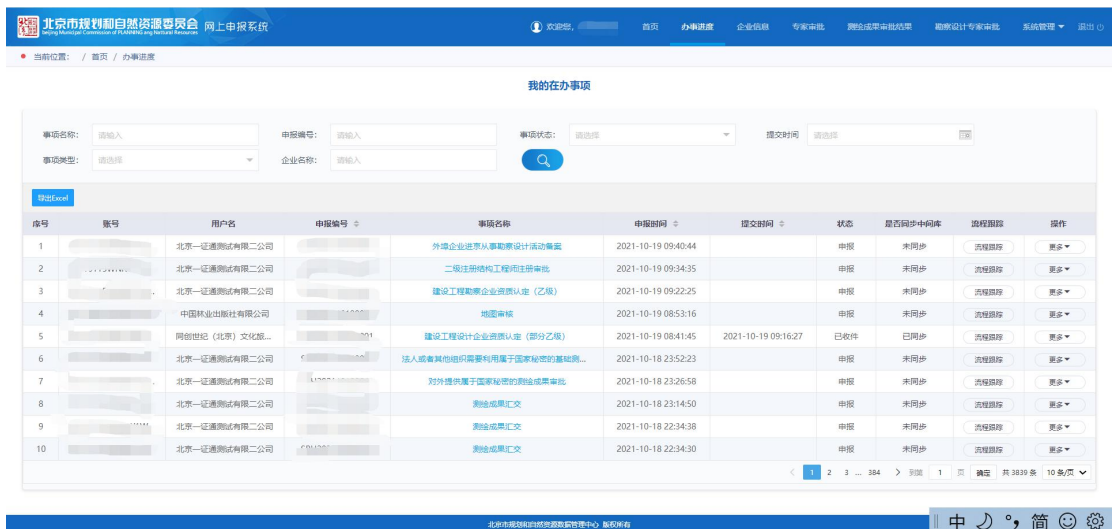 北京市规划和自然资源委员会 网上申报系统
Beijing Municipal Commission of PLANNING ang Natural Resources
欢迎您, 首页 办事进度 企业信息 专家审批 测绘成果审批结果 勘察设计专家审批 系统管理 退出
当前位置: / 首页 / 办事进度
我的在办事项
事项名称: 请输入 申报编号: 请输入 事项状态: 请选择 提交时间 请选择
事项类型: 请选择 企业名称: 请输入
导出Excel
序号 账号 用户名 申报编号 事项名称 申报时间 提交时间 状态 是否同步中间库 流程跟踪 操作
1 北京一证通测试有限二公司 外埠企业进京从事勘察设计活动备案 2021-10-19 09:40:44 申报 未同步 流程跟踪 更多
2 北京一证通测试有限二公司 二级注册结构工程师注册审批 2021-10-19 09:34:35 申报 未同步 流程跟踪 更多
3 北京一证通测试有限二公司 建设工程勘察企业资质认定（乙级） 2021-10-19 09:22:25 申报 未同步 流程跟踪 更多
4 中国林业出版社有限公司 地图审核 2021-10-19 08:53:16 申报 未同步 流程跟踪 更多
5 同创世纪（北京）文化旅... 建设工程设计企业资质认定（部分乙级） 2021-10-19 08:41:45 2021-10-19 09:16:27 已收件 已同步 流程跟踪 更多
6 北京一证通测试有限二公司 法人或者其他组织需要利用属于国家秘密的基础测... 2021-10-18 23:52:23 申报 未同步 流程跟踪 更多
7 北京一证通测试有限二公司 对外提供属于国家秘密的测绘成果审批 2021-10-18 23:26:58 申报 未同步 流程跟踪 更多
8 北京一证通测试有限二公司 测绘成果汇交 2021-10-18 23:14:50 申报 未同步 流程跟踪 更多
9 北京一证通测试有限二公司 测绘成果汇交 2021-10-18 22:34:38 申报 未同步 流程跟踪 更多
10 北京一证通测试有限二公司 测绘成果汇交 2021-10-18 22:34:30 申报 未同步 流程跟踪 更多
< 1 2 3 ... 384 > 到第 1 页 确定 共 3839 条 10 条/页
北京市规划和自然资源数据管理中心 版权所有
中 简